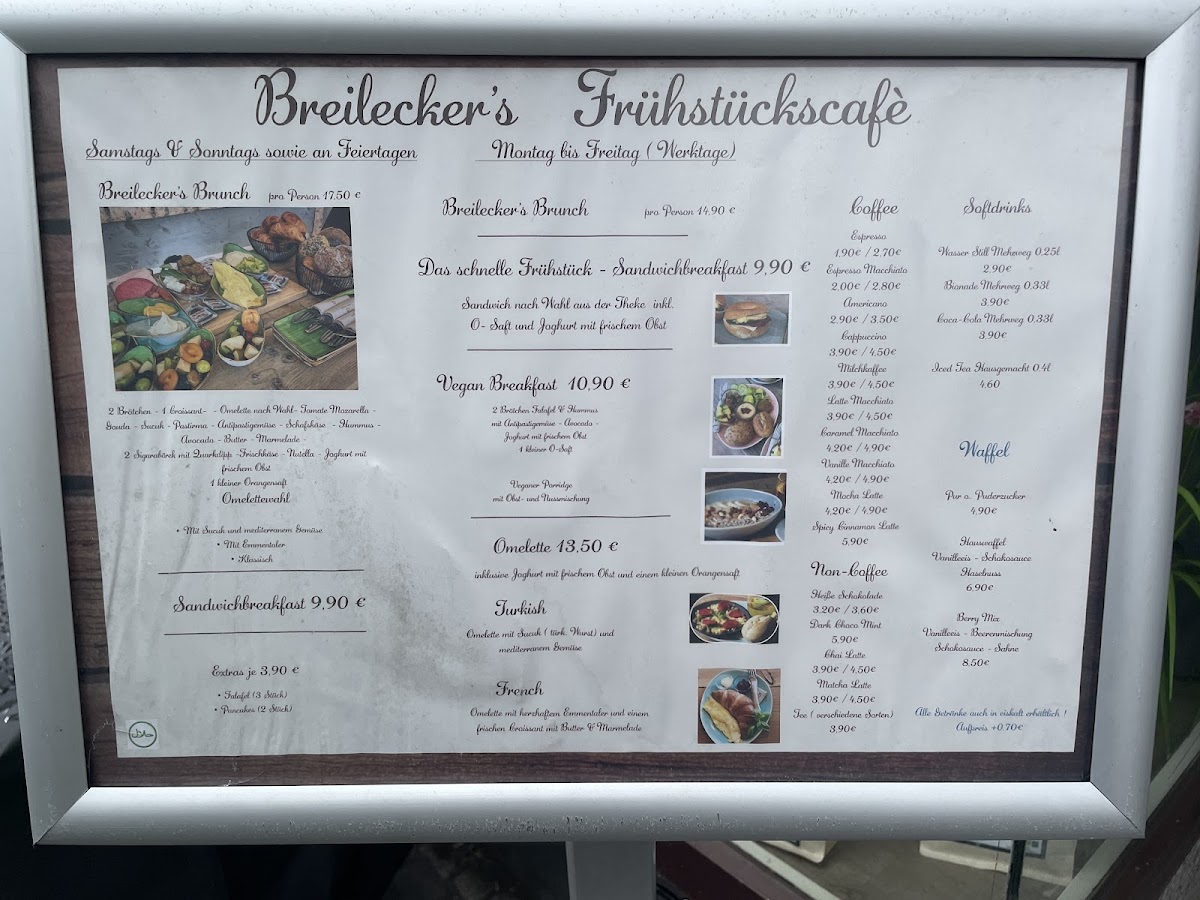 Breilecker's Frühstückscafè
Samstags & Sonntags sowie an Feiertagen
Breilecker's Brunch pro Person 17,50 €
2 Brötchen - 1 Croissant- - Omelette nach Wahl- Tomate Mozarella -
Gouda - Sucuk - Pastirma - Antipastigemüse - Schafskäse - Hummus -
Avocado - Butter - Marmelade -
2 Sigarabörek mit Quarkdipp -Frischkäse - Nutella - Joghurt mit
frischem Obst
1 kleiner Orangensaft
Omelettewahl
• Mit Sucuk und mediterranem Gemüse
• Mit Emmentaler
• Klassisch
Sandwichbreakfast 9,90 €
Extras je 3,90 €
• Falafel (3 Stück)
• Pancakes (2 Stück)
Montag bis Freitag ( Werktage)
Breilecker's Brunch pro Person 14,90 €
Das schnelle Frühstück - Sandwichbreakfast 9,90 €
Sandwich nach Wahl aus der Theke inkl.
O- Saft und Joghurt mit frischem Obst
Vegan Breakfast 10,90 €
2 Brötchen Falafel & Hummus
mit Antipastigemüse - Avocado -
Joghurt mit frischem Obst
1 kleiner O-Saft
Veganer Porridge
mit Obst- und Nussmischung
Omelette 13,50 €
inklusive Joghurt mit frischem Obst und einem kleinen Orangensaft
Turkish
Omelette mit Sucuk ( türk. Wurst) und
mediterranem Gemüse
French
Omelette mit herzhaftem Emmentaler und einem
frischen Croissant mit Butter & Marmelade
Coffee
Espresso
1,90€ / 2,70€
Espresso Macchiato
2,00€ / 2,80€
Americano
2,90€ / 3,50€
Cappuccino
3,90€ / 4,50€
Milchkaffee
3,90€ / 4,50€
Latte Macchiato
3,90€ / 4,50€
Caramel Macchiato
4,20€ / 4,90€
Vanille Macchiato
4,20€ / 4,90€
Mocha Latte
4,20€ / 4,90€
Spicy Cinnamon Latte
5,90€
Non-Coffee
Heiße Schokolade
3,20€ / 3,60€
Dark Choco Mint
5,90€
Chai Latte
3,90€ / 4,50€
Matcha Latte
3,90€ / 4,50€
Tee ( verschiedene Sorten)
3,90€
Softdrinks
Wasser Still Mehrweg 0,25l
2,90€
Bionade Mehrweg 0,33l
3,90€
Coca-Cola Mehrweg 0,33l
3,90€
Iced Tea Hausgemacht 0,4l
4,60
Waffel
Pur o. Puderzucker
4,90€
Hauswaffel
Vanilleeis - Schokosauce
Haselnuss
6,90€
Berry Mix
Vanilleeis - Beerenmischung
Schokosauce - Sahne
8,50€
Alle Getränke auch in eiskalt erhältlich !
Aufpreis +0,70€
حلال